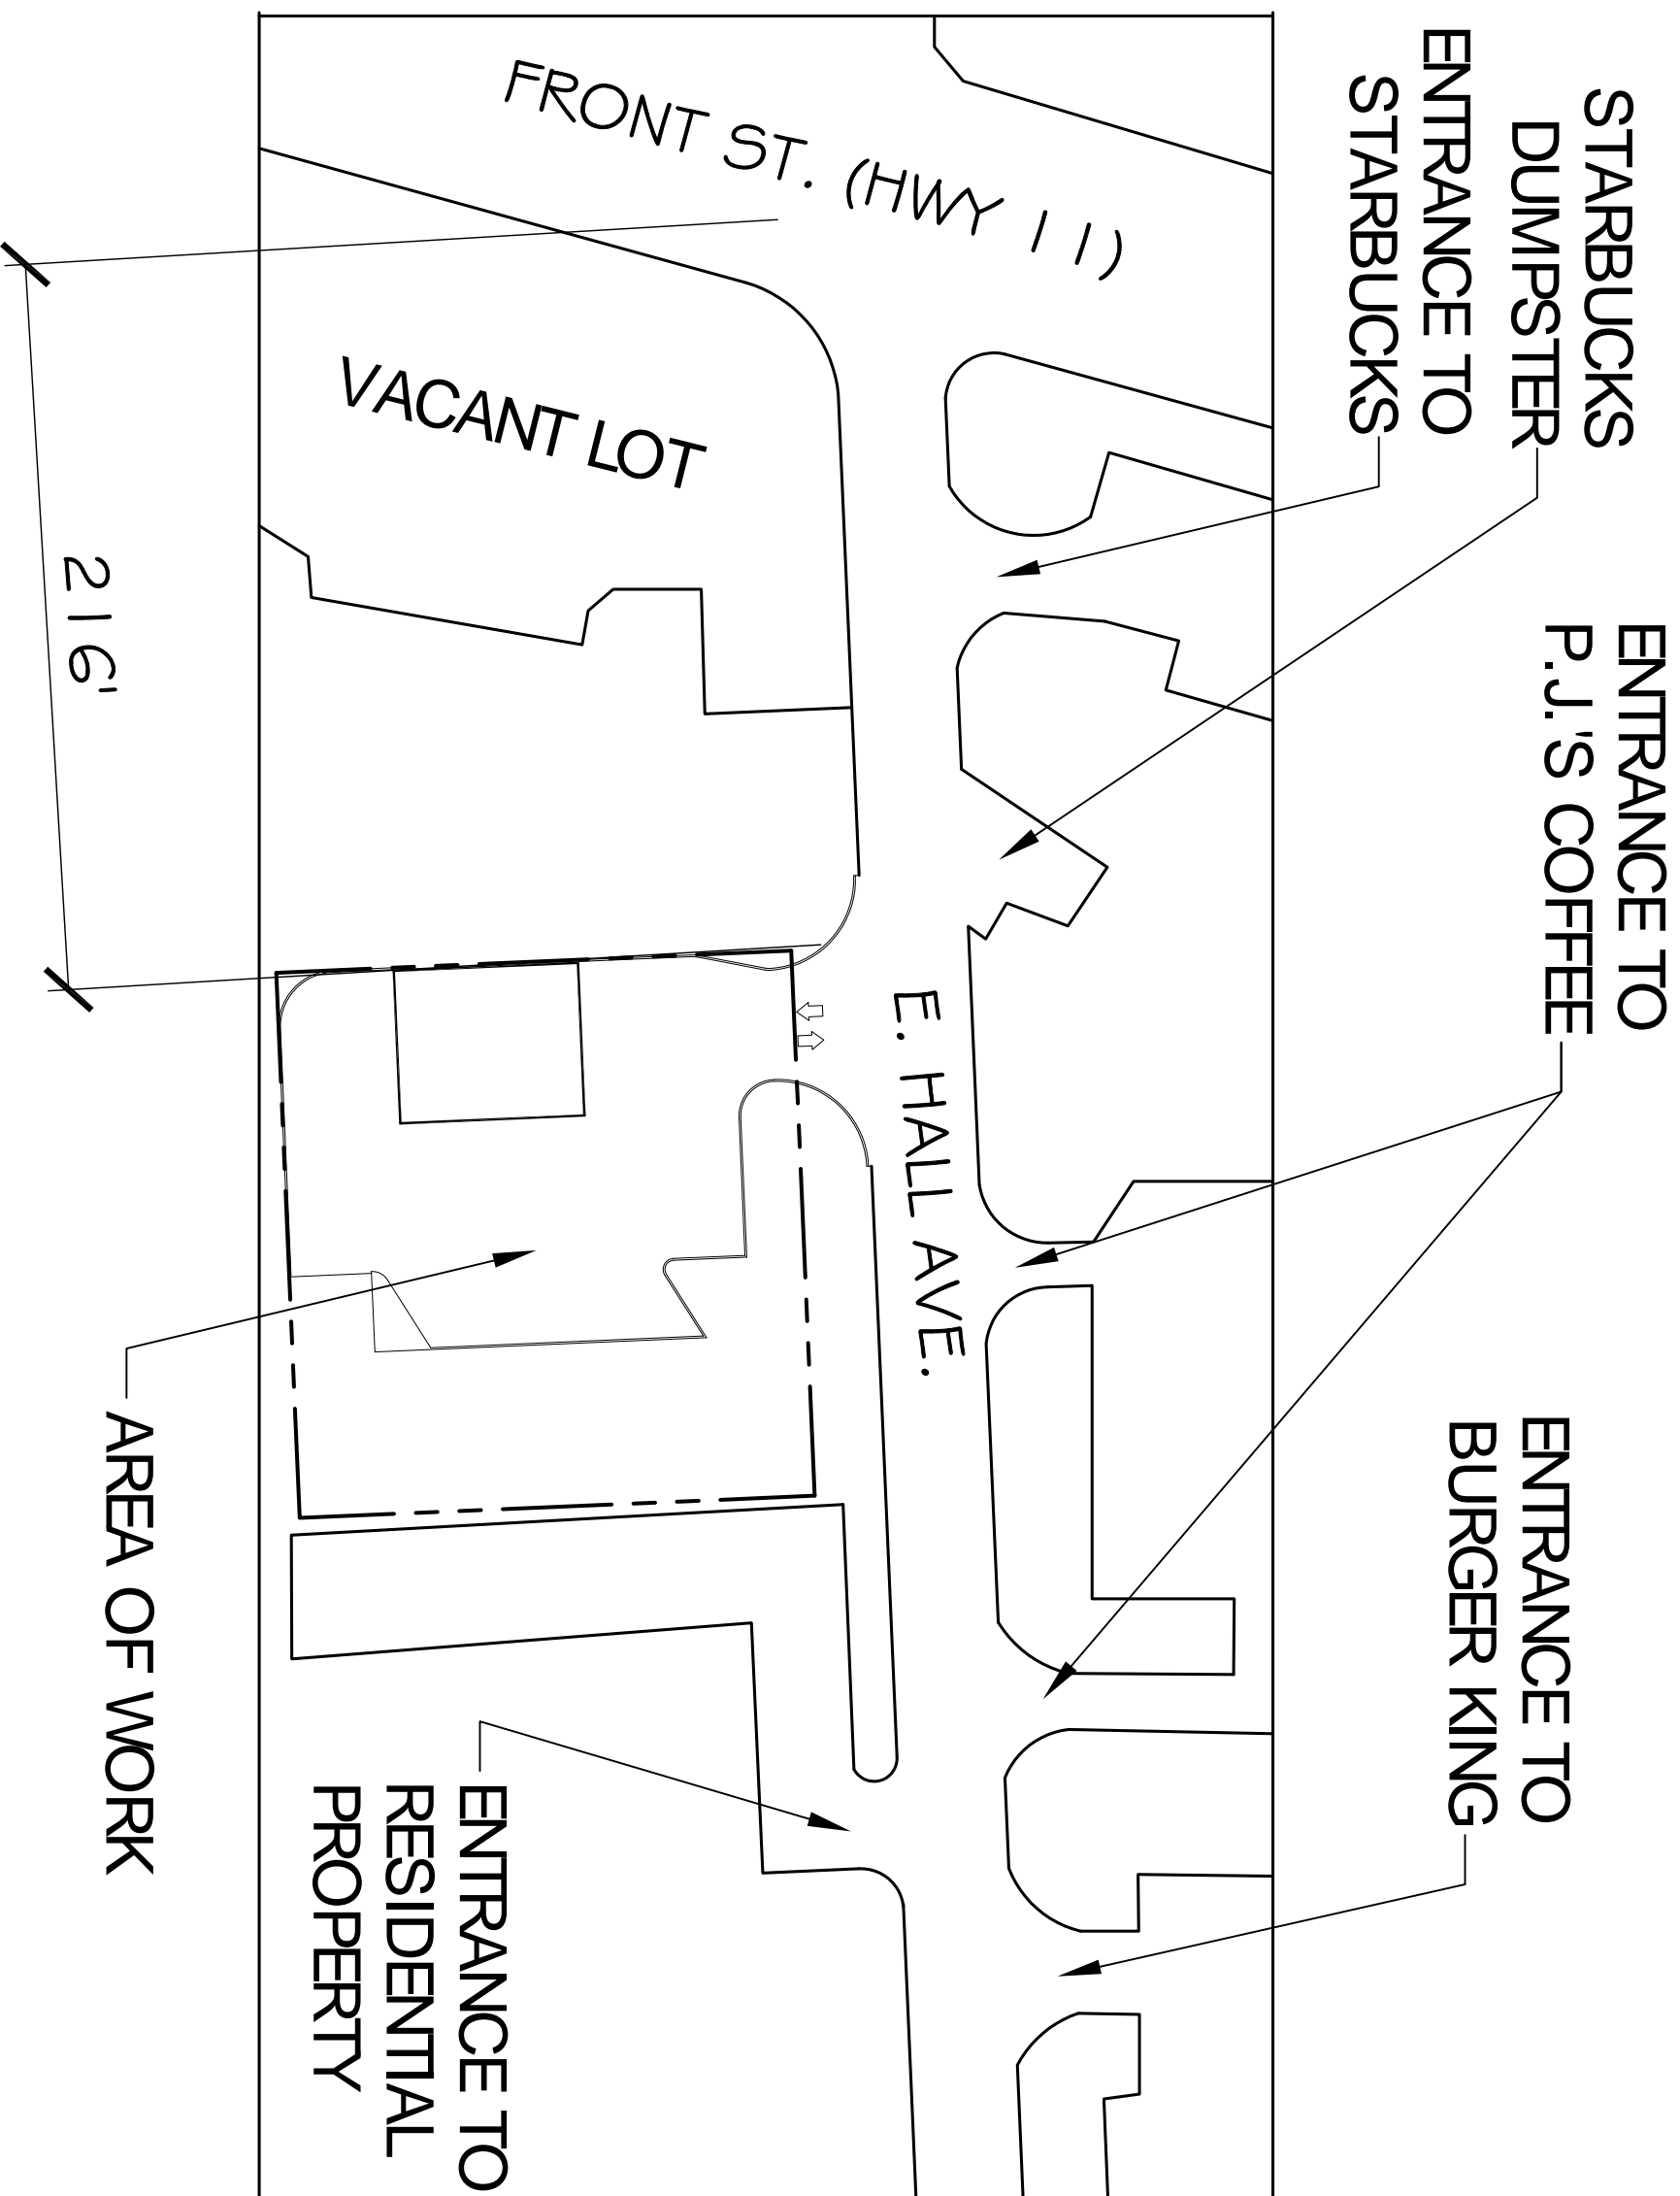 STARBUCKS
DUMPSTER
ENTRANCE TO
STARBUCKS
ENTRANCE TO
P.J.'S COFFEE
ENTRANCE TO
BURGER KING
FRONT ST. (HWY 11)
VACANT LOT
E. HALL AVE.
216'
ENTRANCE TO
RESIDENTIAL
PROPERTY
AREA OF WORK